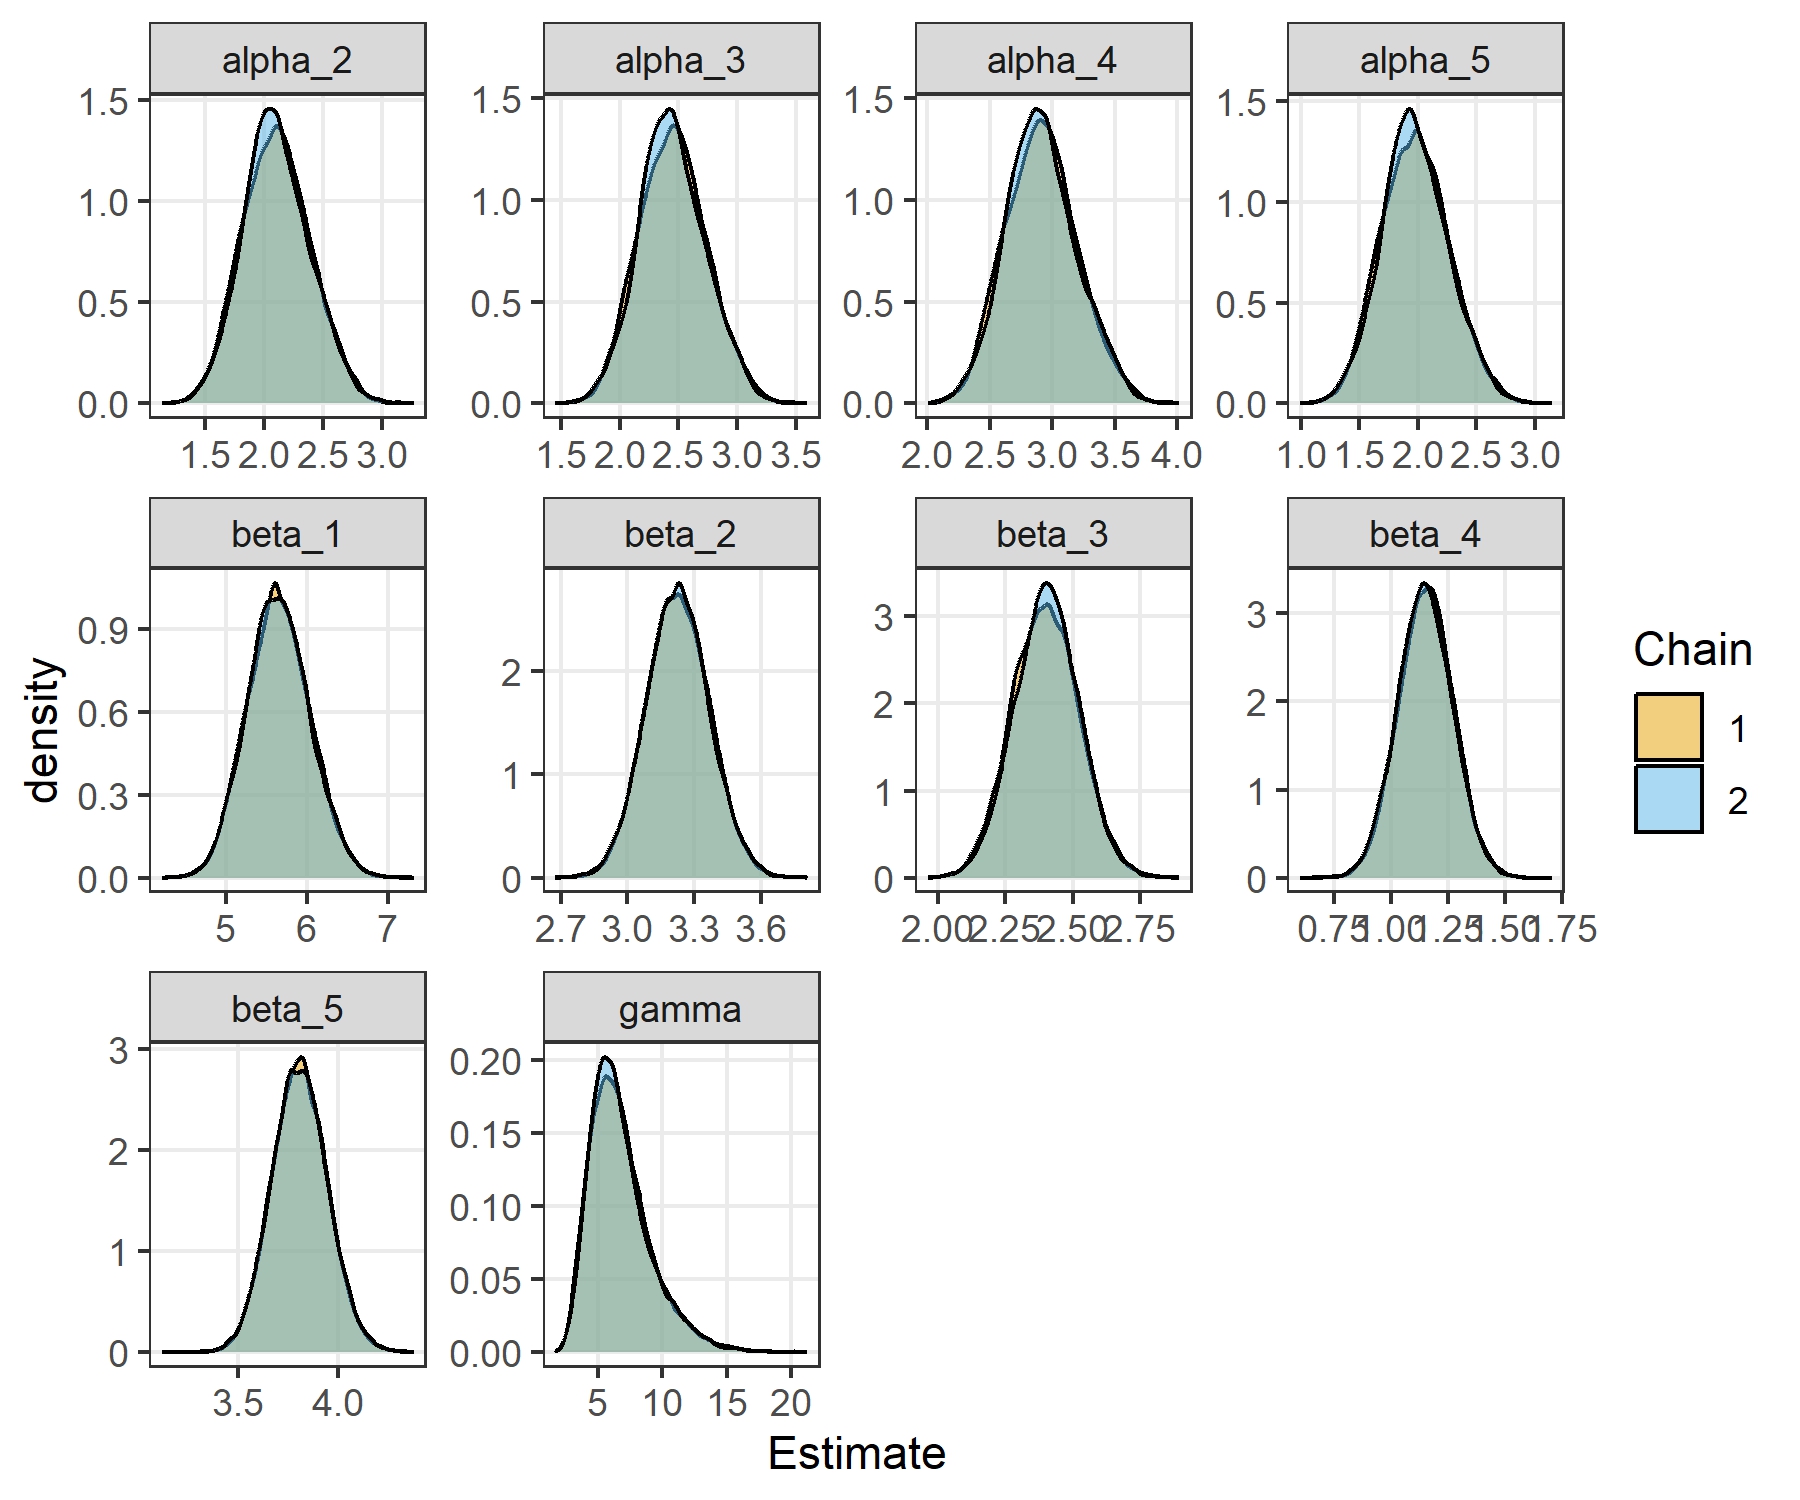 alpha_2 alpha_3 alpha_4 alpha_5
1.5 1.5 1.5 1.5
1.0 1.0 1.0 1.0
0.5 0.5 0.5 0.5
0.0 0.0 0.0 0.0
1.5 2.0 2.5 3.0 1.5 2.0 2.5 3.0 3.5 2.0 2.5 3.0 3.5 4.0 1.0 1.5 2.0 2.5 3.0
beta_1 beta_2 beta_3 beta_4
0.9 2 3 3
0.6 1 2 2
0.3 0 1 1
0.0 0 0
5 6 7 2.7 3.0 3.3 3.6 2.00 2.25 2.50 2.75 0.75 1.00 1.25 1.50 1.75
beta_5 gamma
3 0.20
2 0.15
1 0.10
0 0.05
0.00
3.5 4.0 5 10 15 20
density
Estimate
Chain
1
2